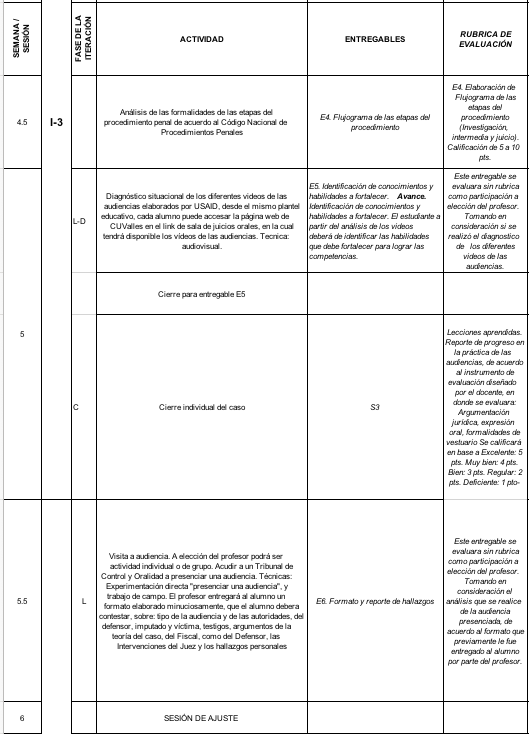 SEMANA /
SESIÓN
FASE DE LA
ITERACIÓN
ACTIVIDAD
ENTREGABLES
RUBRICA DE
EVALUACIÓN
4.5
I-3
Análisis de las formalidades de las etapas del
procedimiento penal de acuerdo al Código Nacional de
Procedimientos Penales
E4. Flujograma de las etapas del
procedimiento
E4. Elaboración de
Flujograma de las
etapas del
procedimiento
(Investigación,
intermedia y juicio).
Calificación de 5 a 10
pts.
5
L-D
Diagnóstico situacional de los diferentes videos de las
audiencias elaborados por USAID, desde el mismo plantel
educativo, cada alumno puede accesar la página web de
CUValles en el link de sala de juicios orales, en la cual
tendrá disponible los vídeos de las audiencias. Tecnica:
audiovisual.
E5. Identificación de conocimientos y
habilidades a fortalecer. Avance.
Identificación de conocimientos y
habilidades a fortalecer. El estudiante a
partir del análisis de los videos
deberá de identificar las habilidades
que debe fortalecer para lograr las
competencias.
Este entregable se
evaluara sin rubrica
como participación a
elección del profesor.
Tomando en
consideración si se
realizó el diagnostico
de los diferentes
videos de las
audiencias.
Cierre para entregable E5
C
Cierre individual del caso
S3
Lecciones aprendidas.
Reporte de progreso en
la práctica de las
audiencias, de acuerdo
al instrumento de
evaluación diseñado
por el docente, en
donde se evaluara:
Argumentación
jurídica, expresión
oral, formalidades de
vestuario Se calificará
en base a Excelente: 5
pts. Muy bien: 4 pts.
Bien: 3 pts. Regular: 2
pts. Deficiente: 1 pto-
5.5
L
Visita a audiencia. A elección del profesor podrá ser
actividad individual o de grupo. Acudir a un Tribunal de
Control y Oralidad a presenciar una audiencia. Técnicas:
Experimentación directa "presenciar una audiencia", y
trabajo de campo. El profesor entregará al alumno un
formato elaborado minuciosamente, que el alumno debera
contestar, sobre: tipo de la audiencia y de las autoridades, del
defensor, imputado y víctima, testigos, argumentos de la
teoría del caso, del Fiscal, como del Defensor, las
Intervenciones del Juez y los hallazgos personales
E6. Formato y reporte de hallazgos
Este entregable se
evaluara sin rubrica
como participación a
elección del profesor.
Tomando en
consideración el
análisis que se realice
de la audiencia
presenciada, de
acuerdo al formato que
previamente le fue
entregado al alumno
por parte del profesor.
6
SESIÓN DE AJUSTE